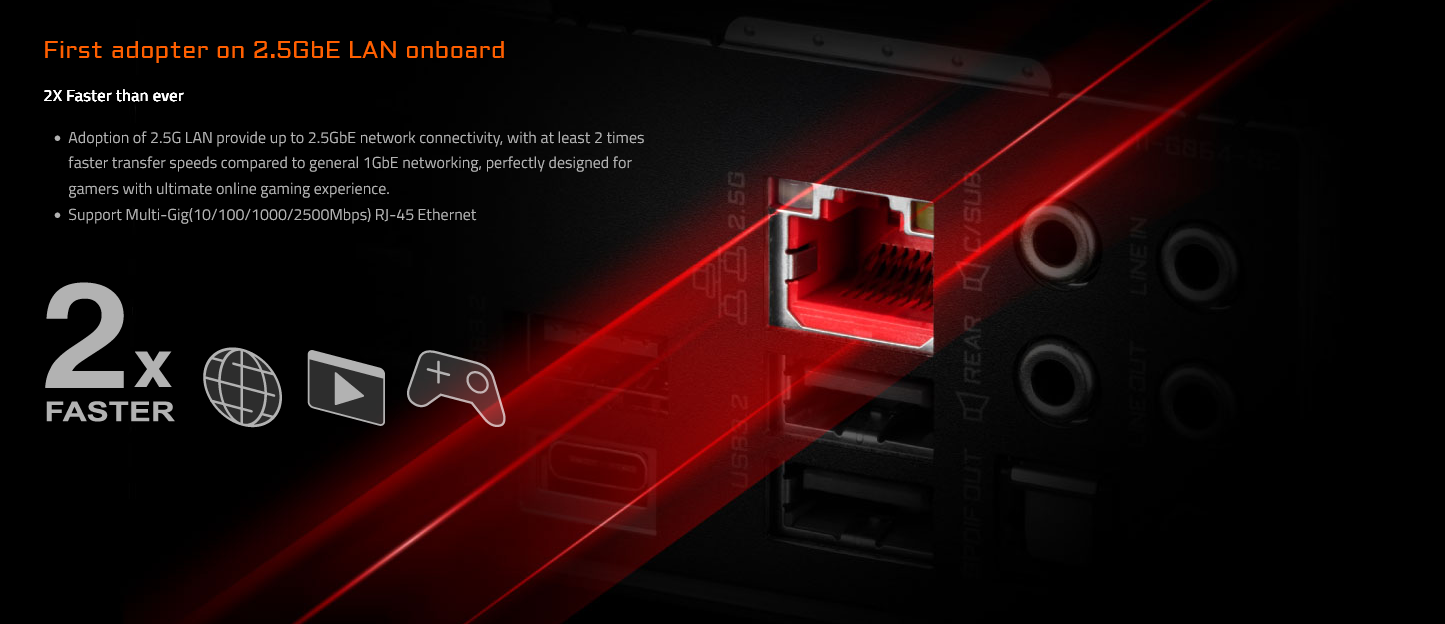 First adopter on 2.5GbE LAN onboard
2X Faster than ever
• Adoption of 2.5G LAN provide up to 2.5GbE network connectivity, with at least 2 times
faster transfer speeds compared to general 1GbE networking, perfectly designed for
gamers with ultimate online gaming experience.
• Support Multi-Gig(10/100/1000/2500Mbps) RJ-45 Ethernet
2x
FASTER
2.5G
USB3.2
C/SUB
REAR
LINE IN
LINE OUT